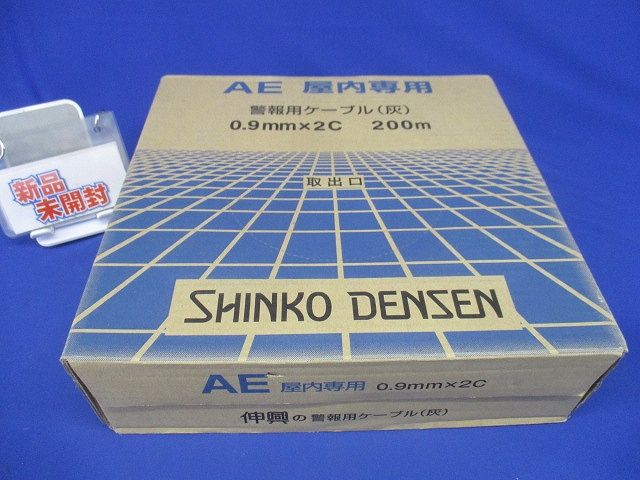 AE 屋内専用
警報用ケーブル(灰)
0.9mm×2C 200m
取出口
SHINKO DENSEN
AE 屋内専用 0.9mm×2C
伸興の警報用ケーブル(灰)
新品
未開封